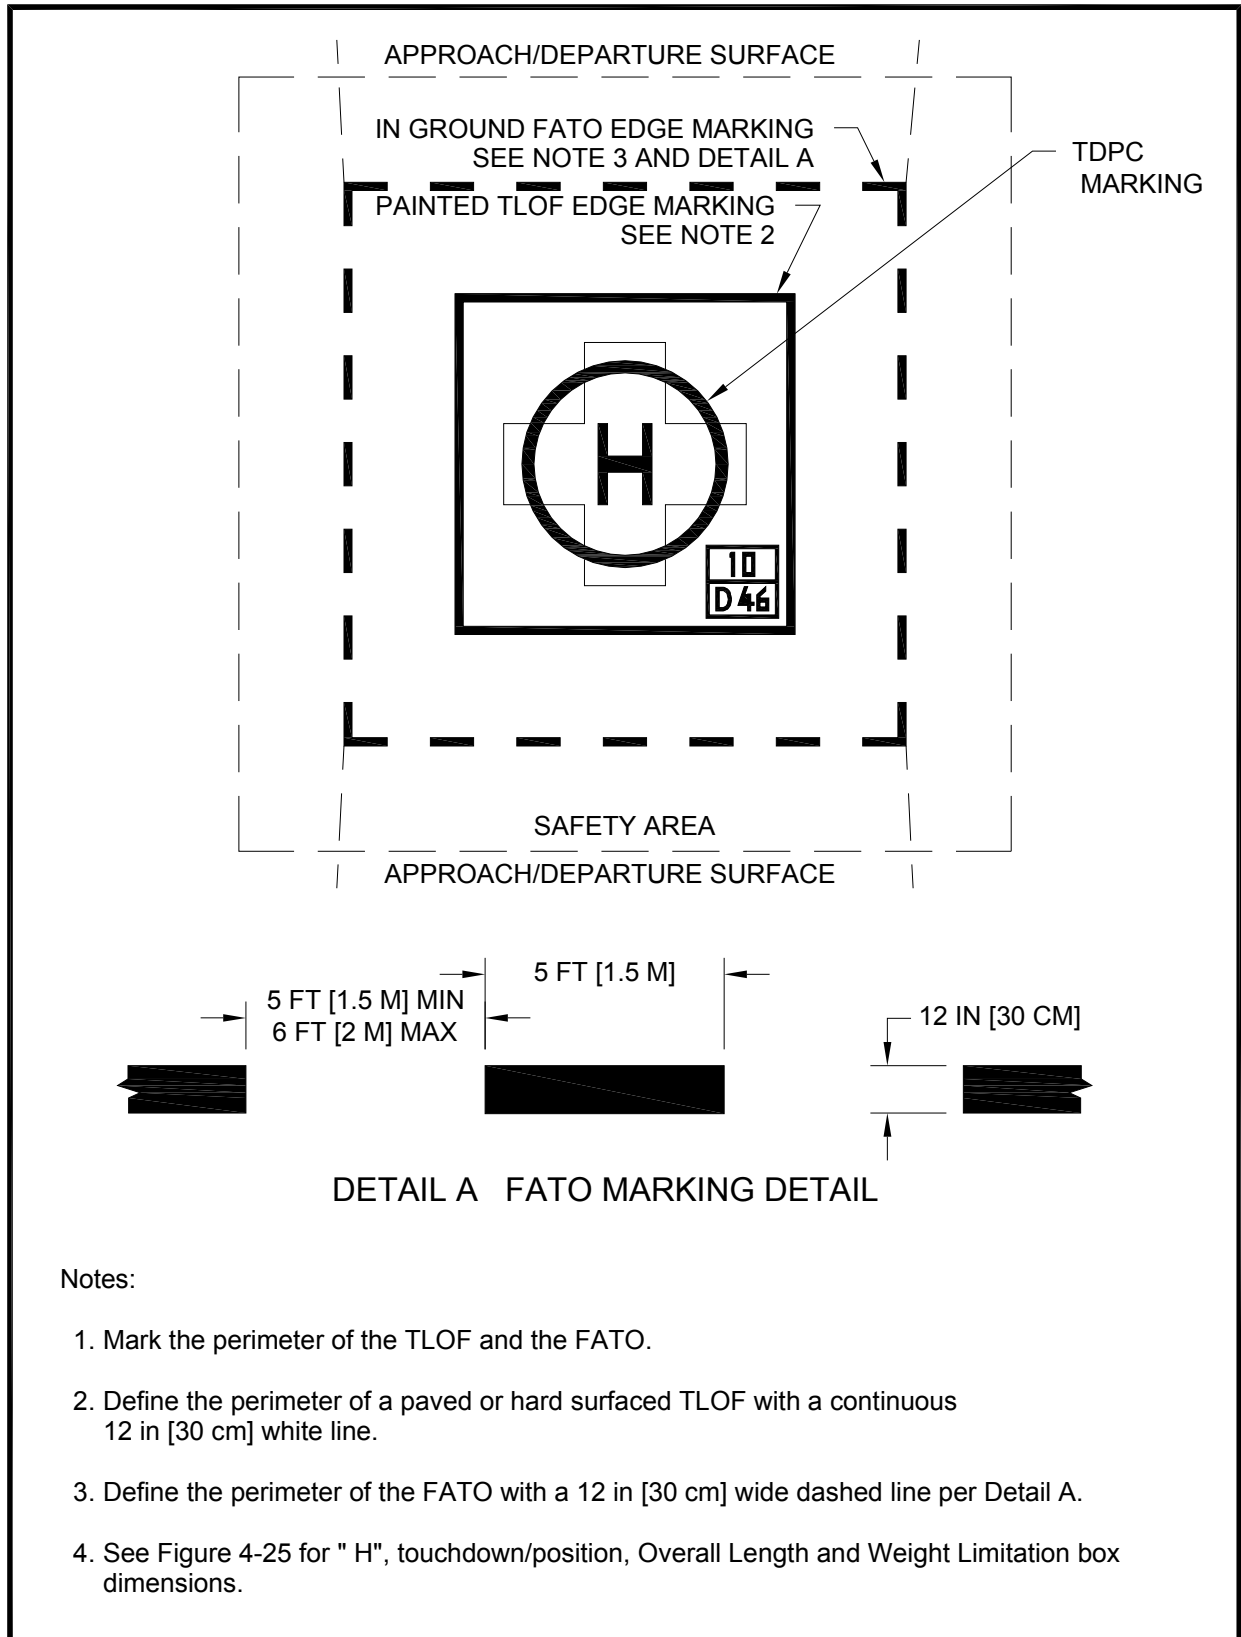 APPROACH/DEPARTURE SURFACE
IN GROUND FATO EDGE MARKING
SEE NOTE 3 AND DETAIL A
TDPC
MARKING
PAINTED TLOF EDGE MARKING
SEE NOTE 2
H
10
D 46
SAFETY AREA
APPROACH/DEPARTURE SURFACE
5 FT [1.5 M]
5 FT [1.5 M] MIN
6 FT [2 M] MAX
12 IN [30 CM]
DETAIL A FATO MARKING DETAIL
Notes:
1. Mark the perimeter of the TLOF and the FATO.
2. Define the perimeter of a paved or hard surfaced TLOF with a continuous
12 in [30 cm] white line.
3. Define the perimeter of the FATO with a 12 in [30 cm] wide dashed line per Detail A.
4. See Figure 4-25 for " H", touchdown/position, Overall Length and Weight Limitation box
dimensions.